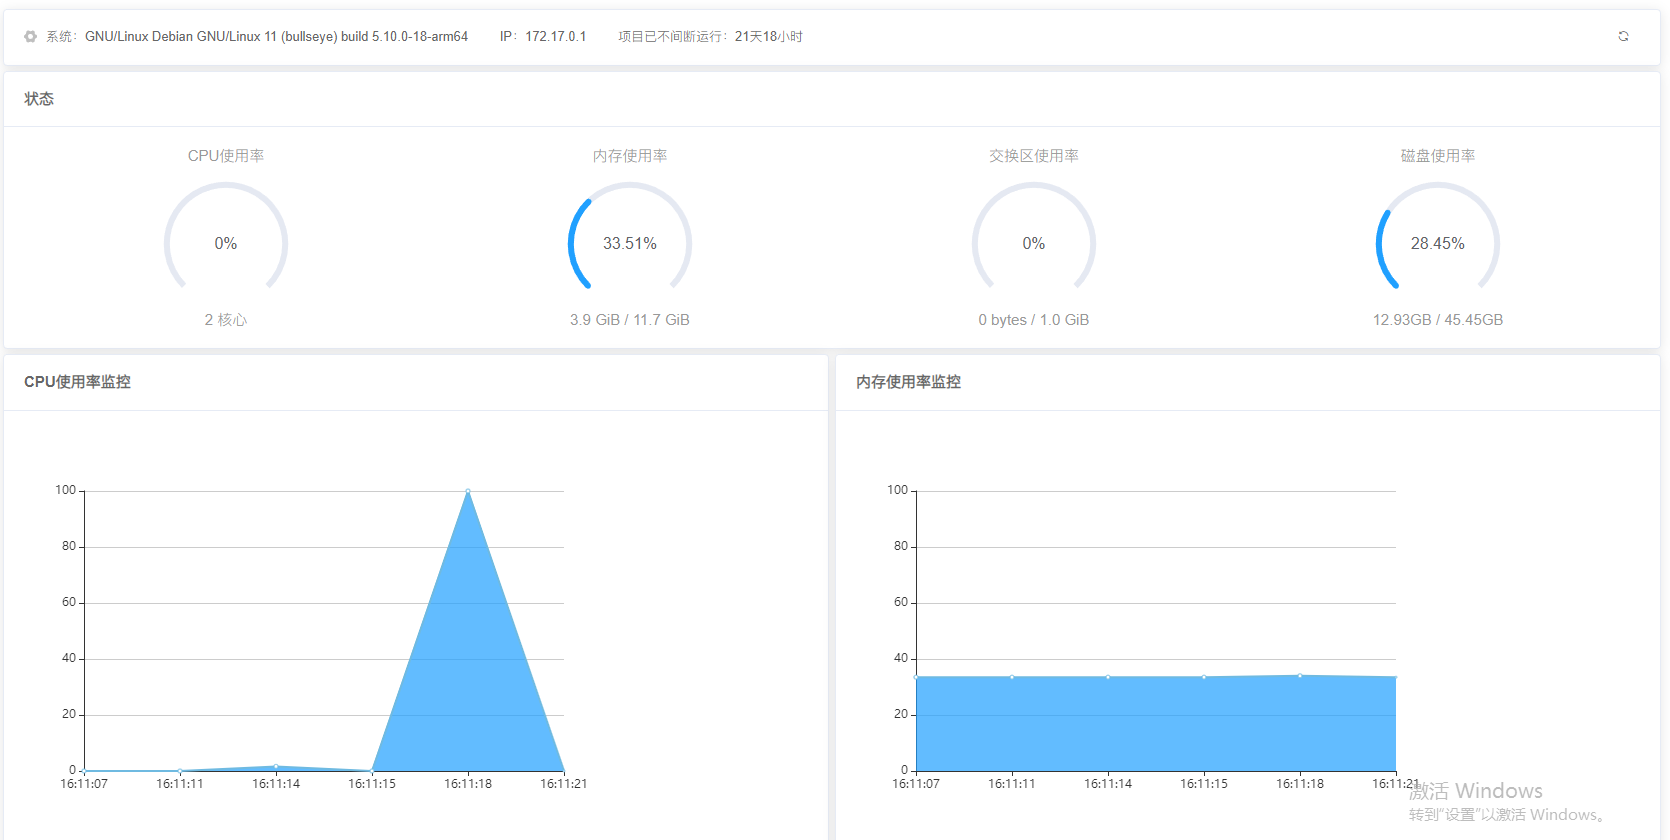 系统：GNU/Linux Debian GNU/Linux 11 (bullseye) build 5.10.0-18-arm64 IP：172.17.0.1 项目已不间断运行：21天18小时
状态
CPU使用率 内存使用率 交换区使用率 磁盘使用率
0% 33.51% 0% 28.45%
2 核心 3.9 GiB / 11.7 GiB 0 bytes / 1.0 GiB 12.93GB / 45.45GB
CPU使用率监控
100
80
60
40
20
0
16:11:07 16:11:11 16:11:14 16:11:15 16:11:18 16:11:21
内存使用率监控
100
80
60
40
20
0
16:11:07 16:11:11 16:11:14 16:11:15 16:11:18 16:11:21
激活 Windows
转到"设置"以激活 Windows。